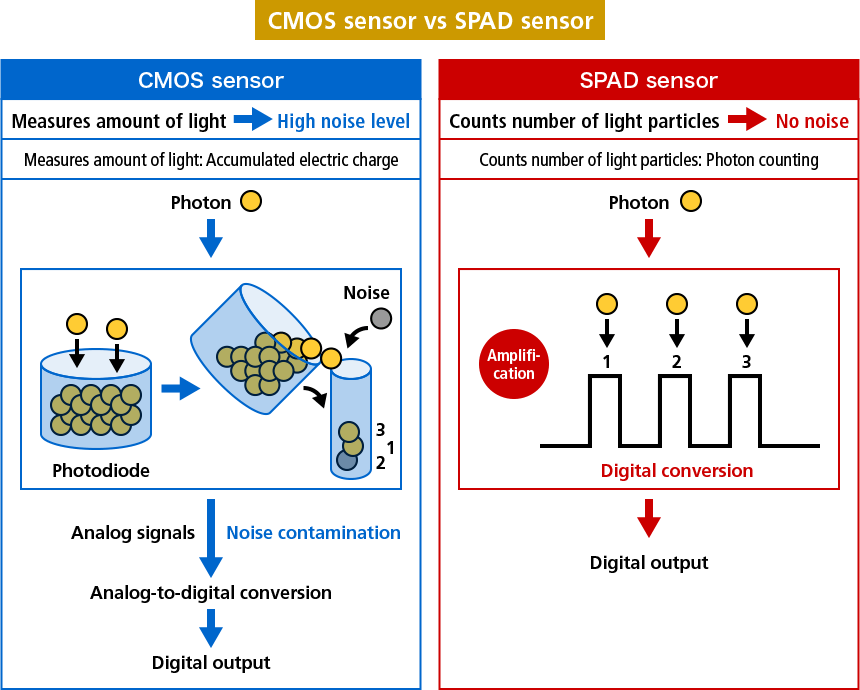 CMOS sensor vs SPAD sensor
CMOS sensor
Measures amount of light
High noise level
Measures amount of light: Accumulated electric charge
Photon
Noise
3
1
2
Photodiode
Analog signals
Noise contamination
Analog-to-digital conversion
Digital output
SPAD sensor
Counts number of light particles
No noise
Counts number of light particles: Photon counting
Photon
Amplifi-
cation
1
2
3
Digital conversion
Digital output